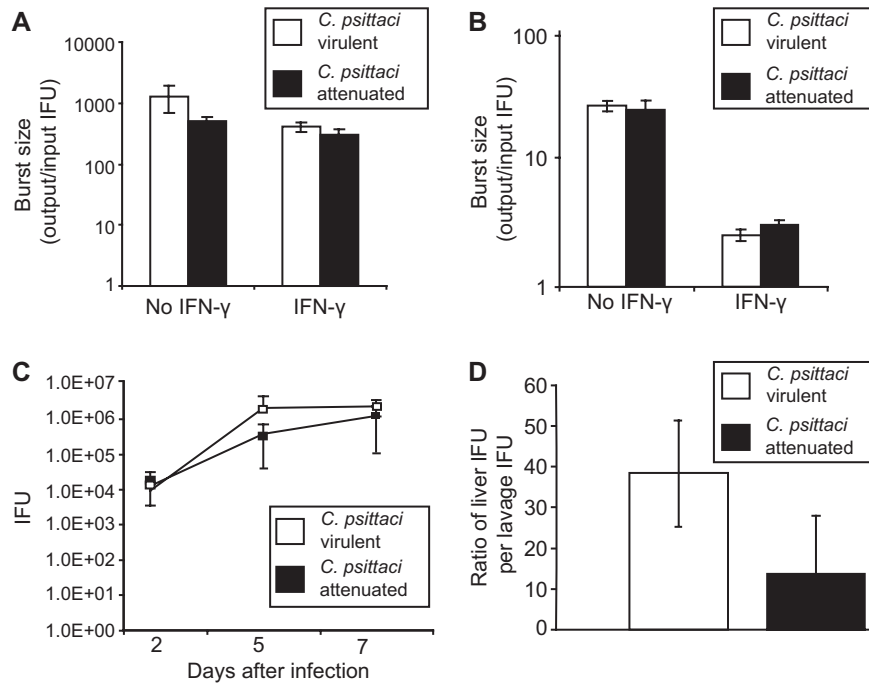 A
C. psittaci
virulent
C. psittaci
attenuated
Burst size
(output/input IFU)
10000
1000
100
10
1
No IFN-γ
IFN-γ
B
C. psittaci
virulent
C. psittaci
attenuated
Burst size
(output/input IFU)
100
10
1
No IFN-γ
IFN-γ
C
IFU
1.0E+07
1.0E+06
1.0E+05
1.0E+04
1.0E+03
1.0E+02
1.0E+01
1.0E+00
C. psittaci
virulent
C. psittaci
attenuated
2
5
7
Days after infection
D
C. psittaci
virulent
C. psittaci
attenuated
Ratio of liver IFU
per lavage IFU
60
50
40
30
20
10
0